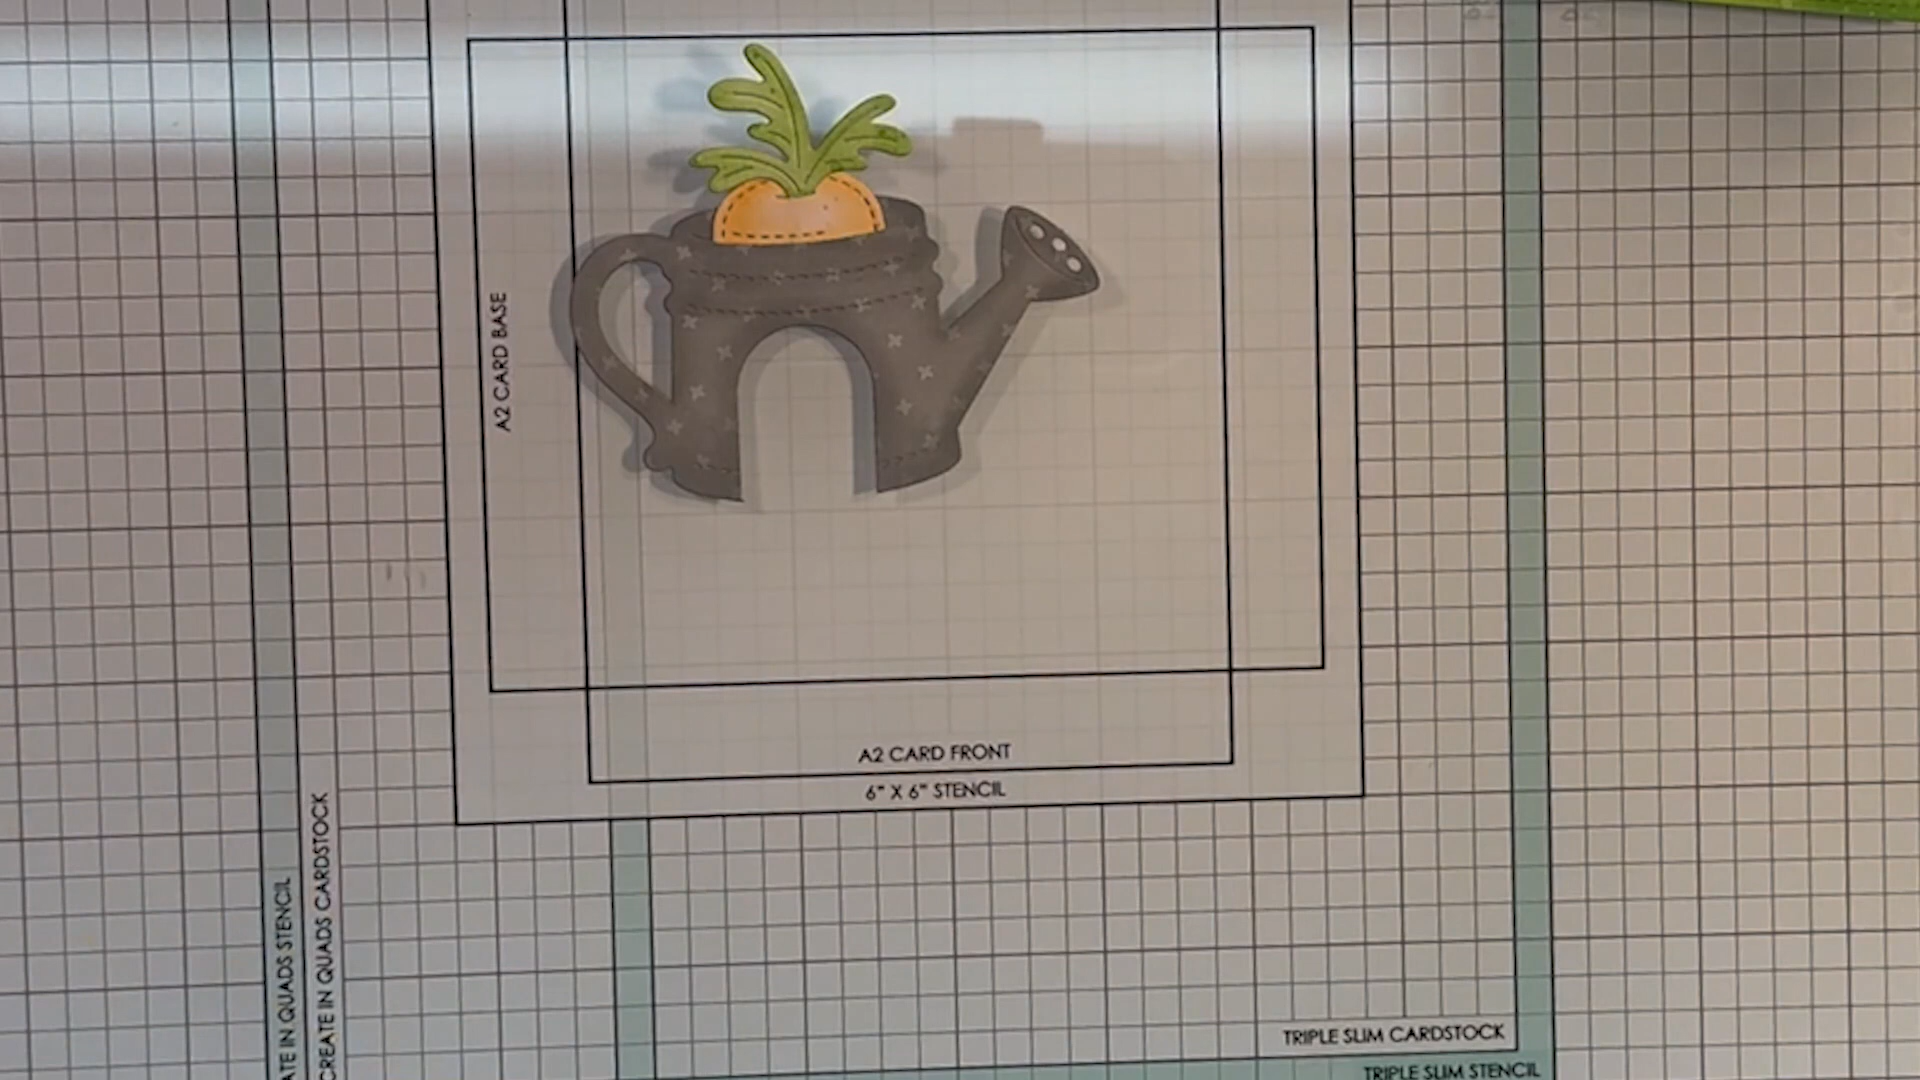 A2 CARD BASE
A2 CARD FRONT
6" X 6" STENCIL
CREATE IN QUADS CARDSTOCK
IN QUADS STENCIL
TRIPLE SLIM CARDSTOCK
TRIPLE SLIM STENCIL